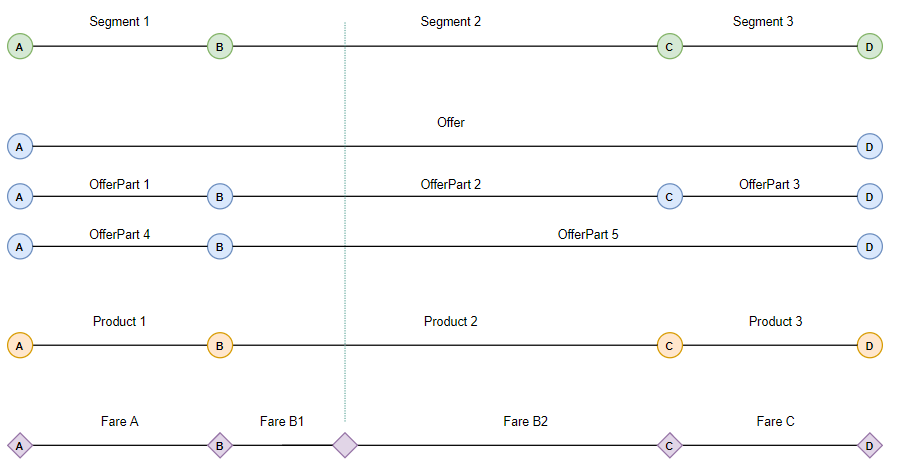 Segment 1 Segment 2 Segment 3
A B C D
Offer
A D
OfferPart 1 OfferPart 2 OfferPart 3
A B C D
OfferPart 4 OfferPart 5
A B D
Product 1 Product 2 Product 3
A B C D
Fare A Fare B1 Fare B2 Fare C
A B C D